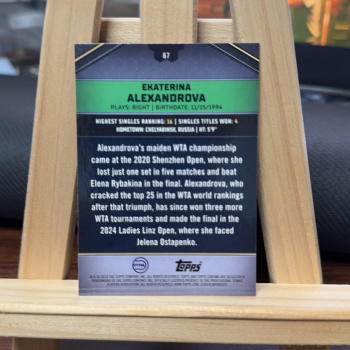 67
EKATERINA
ALEXANDROVA
PLAYS: RIGHT | BIRTHDATE: 11/15/1994
HIGHEST SINGLES RANKING: 16 | SINGLES TITLES WON: 4
HOMETOWN: CHELYABINSK, RUSSIA | HT: 5'9"
Alexandrova's maiden WTA championship
came at the 2020 Shenzhen Open, where she
lost just one set in five matches and beat
Elena Rybakina in the final. Alexandrova, who
cracked the top 25 in the WTA world rankings
after that triumph, has since won three more
WTA tournaments and made the final in the
2024 Ladies Linz Open, where she faced
Jelena Ostapenko.
Topps